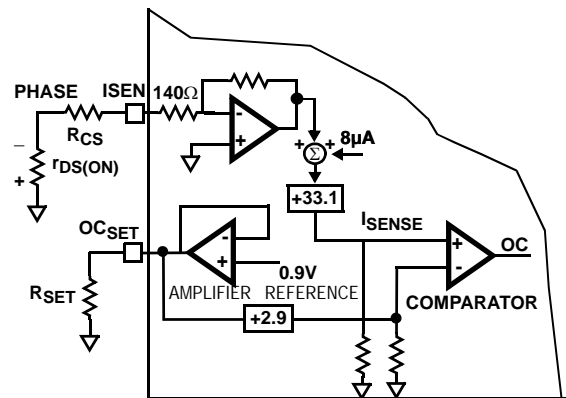 PHASE
ISEN
140Ω
RCS
−
rDS(ON)
+
-
+
+
+
8µA
Σ
+33.1
ISENSE
OCSET
-
+
0.9V
AMPLIFIER REFERENCE
RSET
+2.9
+
-
OC
COMPARATOR